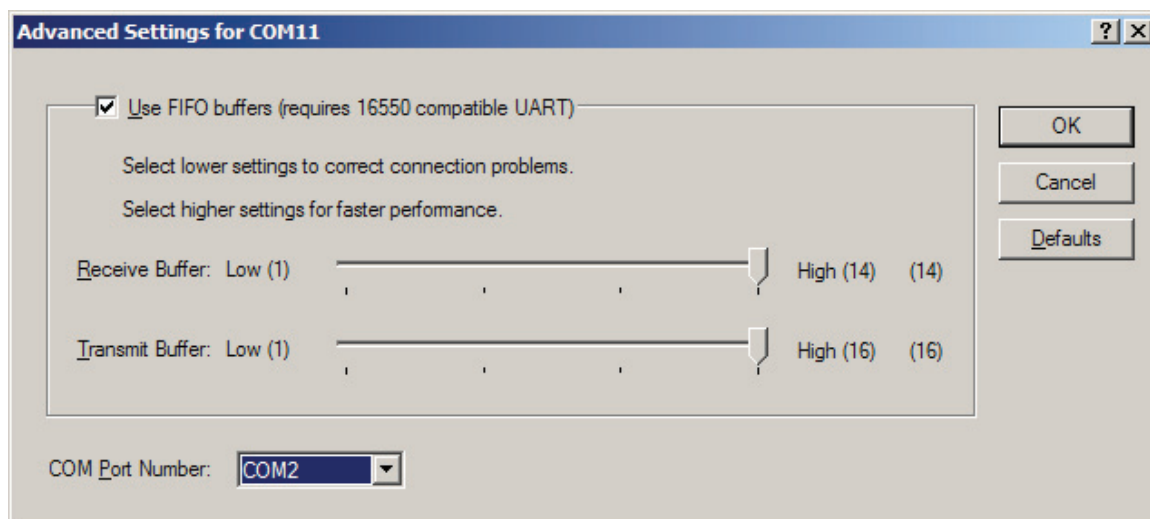 Advanced Settings for COM11
Use FIFO buffers (requires 16550 compatible UART)
OK
Select lower settings to correct connection problems.
Cancel
Select higher settings for faster performance.
Defaults
Receive Buffer: Low (1) High (14) (14)
Transmit Buffer: Low (1) High (16) (16)
COM Port Number: COM2